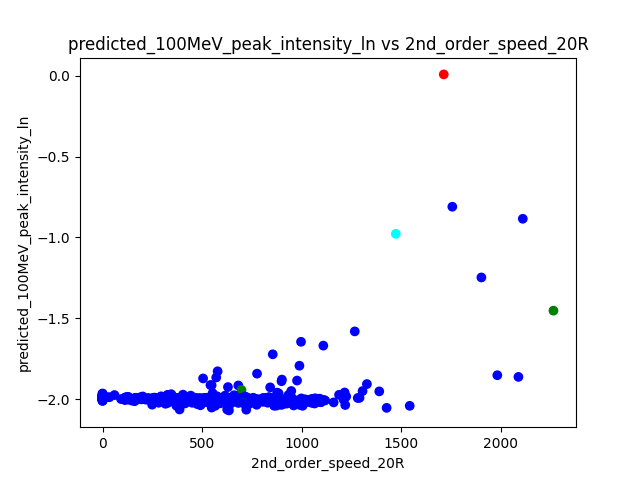 predicted_100MeV_peak_intensity_ln vs 2nd_order_speed_20R
0.0
−0.5
−1.0
−1.5
−2.0
predicted_100MeV_peak_intensity_ln
0 500 1000 1500 2000
2nd_order_speed_20R